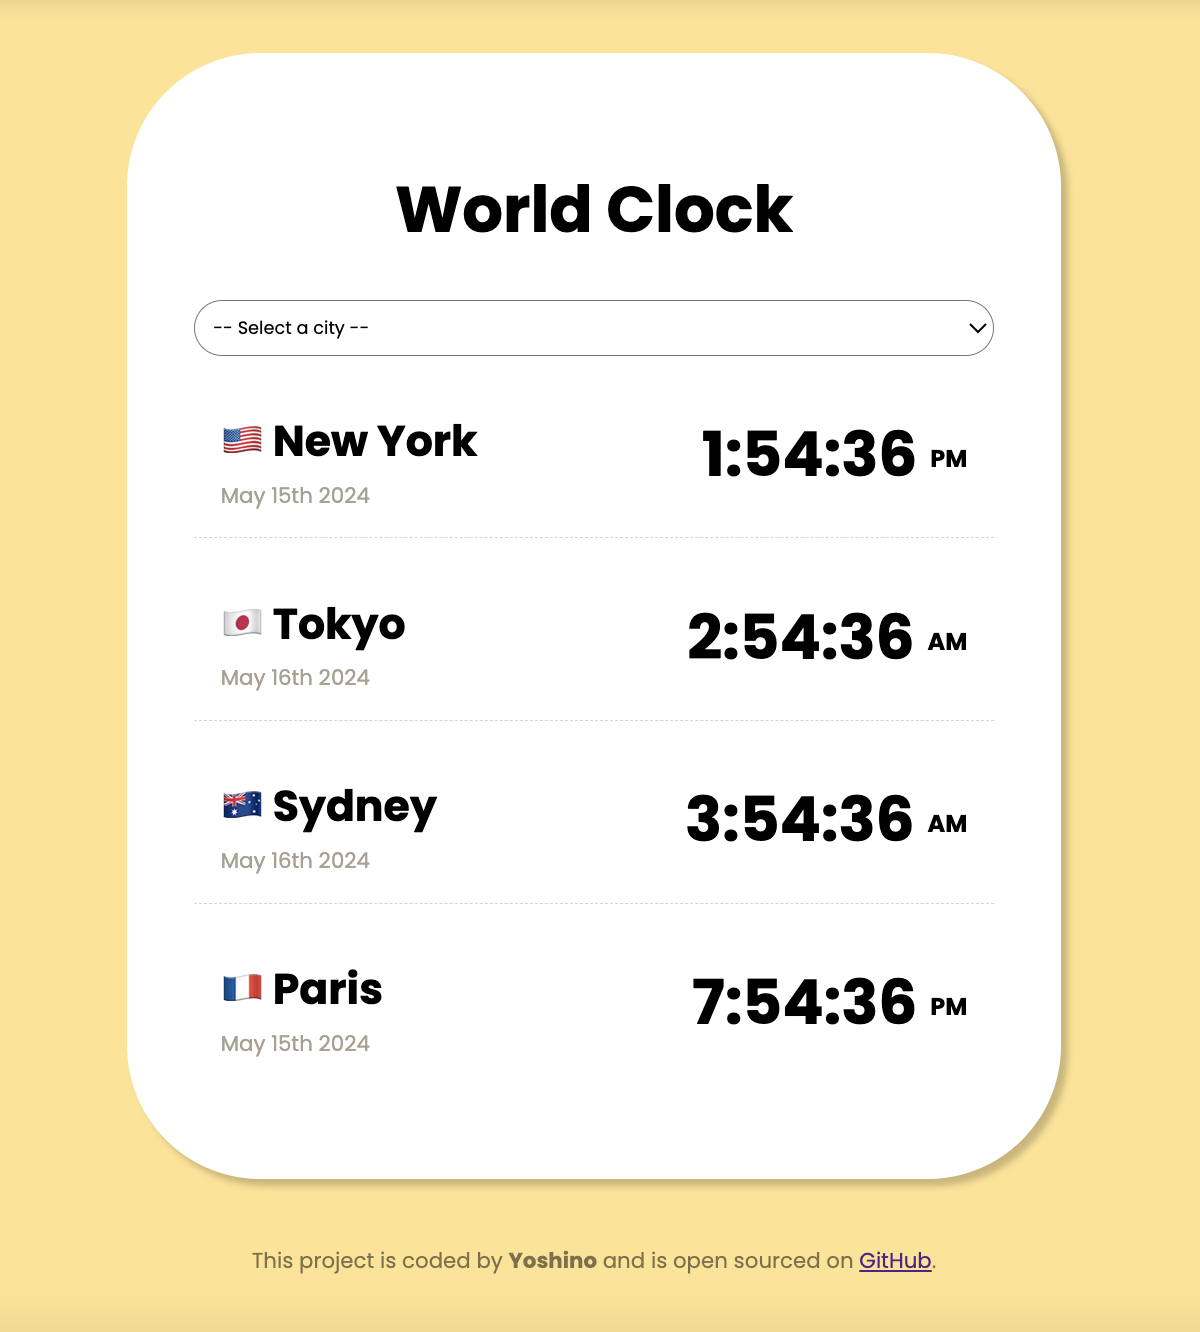 World Clock
-- Select a city --
New York
1:54:36 PM
May 15th 2024
Tokyo
2:54:36 AM
May 16th 2024
Sydney
3:54:36 AM
May 16th 2024
Paris
7:54:36 PM
May 15th 2024
This project is coded by Yoshino and is open sourced on GitHub.